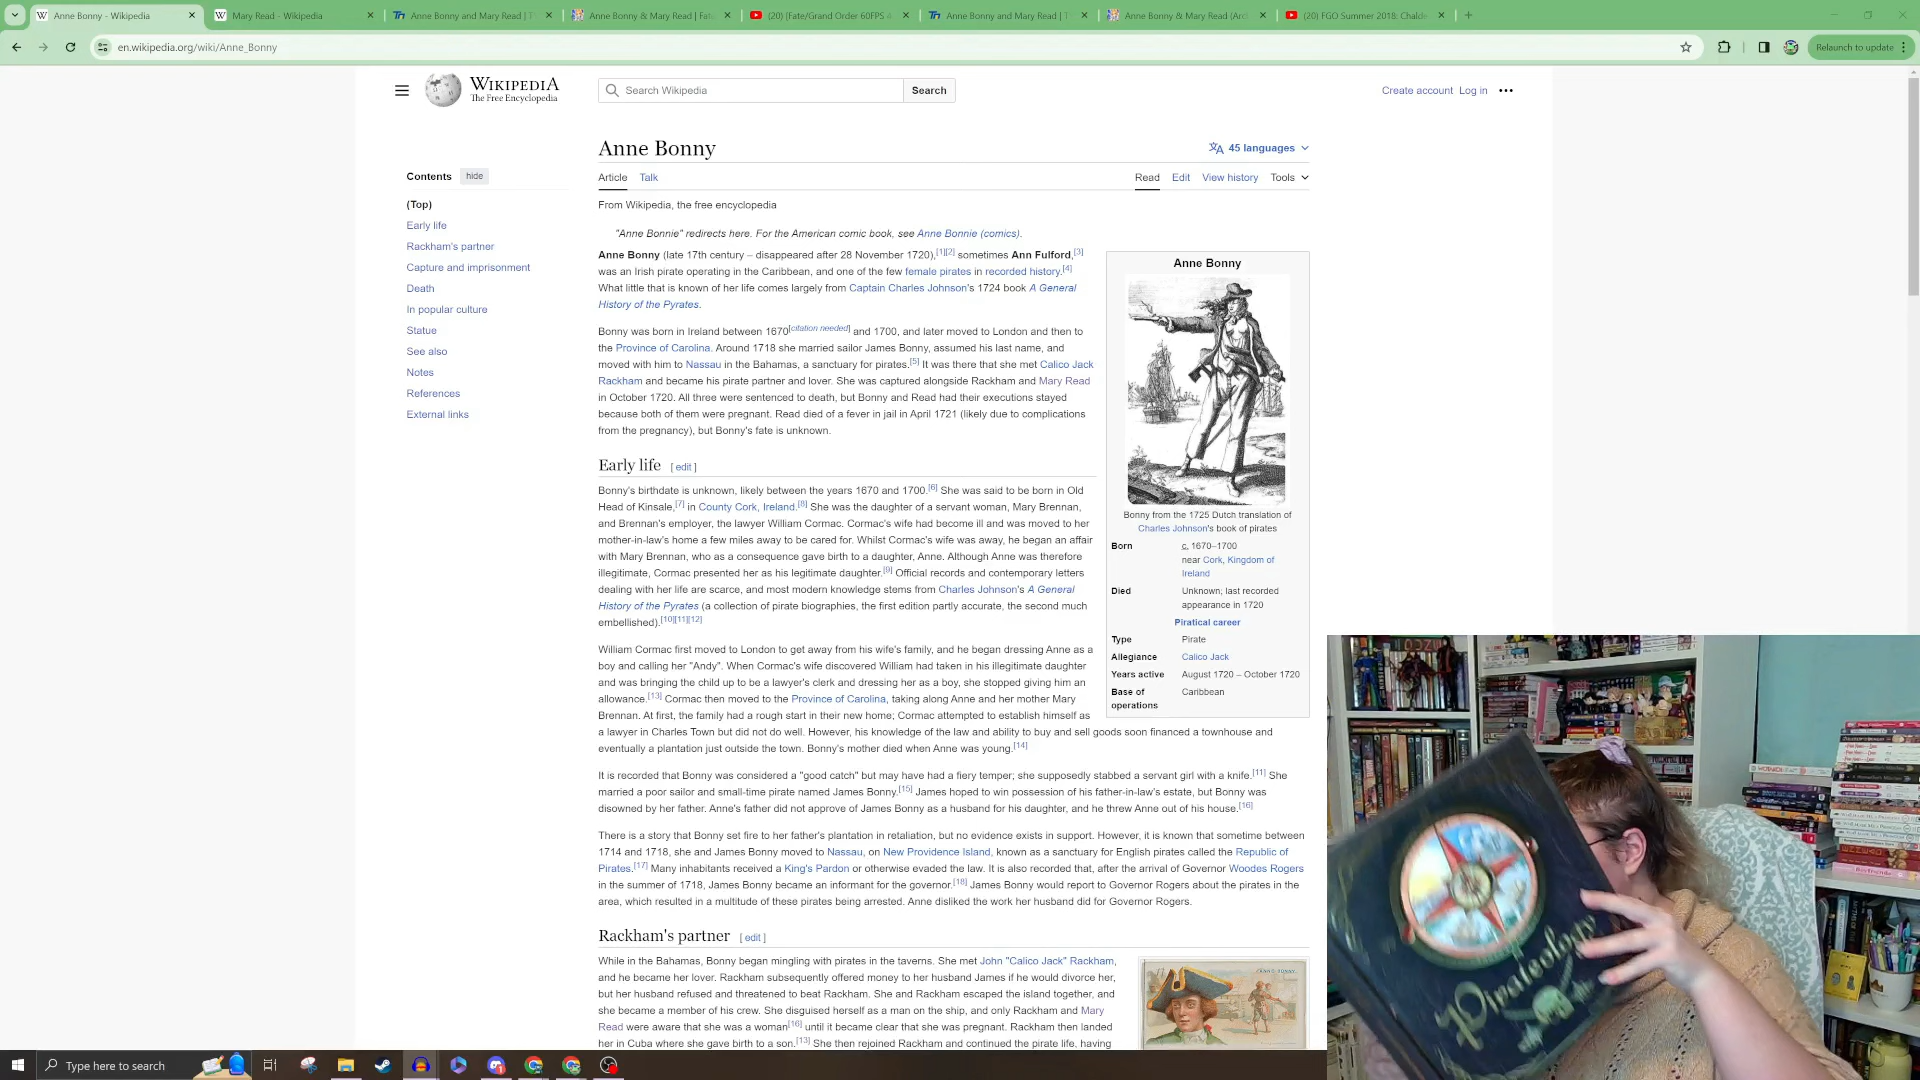 Anne Bonny - Wikipedia
Mary Read - Wikipedia
Anne Bonny and Mary Read | T
Anne Bonny & Mary Read | Fat
(20) [Fate/Grand Order 60FPS
Anne Bonny and Mary Read | T
Anne Bonny & Mary Read (Arc
(20) FGO Summer 2018: Chald
en.wikipedia.org/wiki/Anne_Bonny
Relaunch to update
WIKIPEDIA
The Free Encyclopedia
Search Wikipedia
Search
Create account
Log in
Anne Bonny
45 languages
Contents
hide
(Top)
Early life
Rackham's partner
Capture and imprisonment
Death
In popular culture
Statue
See also
Notes
References
External links
Article
Talk
Read
Edit
View history
Tools
From Wikipedia, the free encyclopedia
"Anne Bonnie" redirects here. For the American comic book, see Anne Bonnie (comics).
Anne Bonny (late 17th century – disappeared after 28 November 1720),[1][2] sometimes Ann Fulford,[3]
was an Irish pirate operating in the Caribbean, and one of the few female pirates in recorded history.[4]
What little that is known of her life comes largely from Captain Charles Johnson's 1724 book A General
History of the Pyrates.
Bonny was born in Ireland between 1670[citation needed] and 1700, and later moved to London and then to
the Province of Carolina. Around 1718 she married sailor James Bonny, assumed his last name, and
moved with him to Nassau in the Bahamas, a sanctuary for pirates.[5] It was there that she met Calico Jack
Rackham and became his pirate partner and lover. She was captured alongside Rackham and Mary Read
in October 1720. All three were sentenced to death, but Bonny and Read had their executions stayed
because both of them were pregnant. Read died of a fever in jail in April 1721 (likely due to complications
from the pregnancy), but Bonny's fate is unknown.
Anne Bonny
Bonny from the 1725 Dutch translation of
Charles Johnson's book of pirates
Born
c. 1670–1700
near Cork, Kingdom of
Ireland
Died
Unknown; last recorded
appearance in 1720
Piratical career
Type
Pirate
Allegiance
Calico Jack
Years active
August 1720 – October 1720
Base of
operations
Caribbean
Early life
[ edit ]
Bonny's birthdate is unknown, likely between the years 1670 and 1700.[6] She was said to be born in Old
Head of Kinsale,[7] in County Cork, Ireland.[8] She was the daughter of a servant woman, Mary Brennan,
and Brennan's employer, the lawyer William Cormac. Cormac's wife had become ill and was moved to her
mother-in-law's home a few miles away to be cared for. Whilst Cormac's wife was away, he began an affair
with Mary Brennan, who as a consequence gave birth to a daughter, Anne. Although Anne was therefore
illegitimate, Cormac presented her as his legitimate daughter.[9] Official records and contemporary letters
dealing with her life are scarce, and most modern knowledge stems from Charles Johnson's A General
History of the Pyrates (a collection of pirate biographies, the first edition partly accurate, the second much
embellished).[10][11][12]
William Cormac first moved to London to get away from his wife's family, and he began dressing Anne as a
boy and calling her "Andy". When Cormac's wife discovered William had taken in his illegitimate daughter
and was bringing the child up to be a lawyer's clerk and dressing her as a boy, she stopped giving him an
allowance.[13] Cormac then moved to the Province of Carolina, taking along Anne and her mother Mary
Brennan. At first, the family had a rough start in their new home; Cormac attempted to establish himself as
a lawyer in Charles Town but did not do well. However, his knowledge of the law and ability to buy and sell goods soon financed a townhouse and
eventually a plantation just outside the town. Bonny's mother died when Anne was young.[14]
It is recorded that Bonny was considered a "good catch" but may have had a fiery temper; she supposedly stabbed a servant girl with a knife.[11] She
married a poor sailor and small-time pirate named James Bonny.[15] James hoped to win possession of his father-in-law's estate, but Bonny was
disowned by her father. Anne's father did not approve of James Bonny as a husband for his daughter, and he threw Anne out of his house.[16]
There is a story that Bonny set fire to her father's plantation in retaliation, but no evidence exists in support. However, it is known that sometime between
1714 and 1718, she and James Bonny moved to Nassau, on New Providence Island, known as a sanctuary for English pirates called the Republic of
Pirates.[17] Many inhabitants received a King's Pardon or otherwise evaded the law. It is also recorded that, after the arrival of Governor Woodes Rogers
in the summer of 1718, James Bonny became an informant for the governor.[18] James Bonny would report to Governor Rogers about the pirates in the
area, which resulted in a multitude of these pirates being arrested. Anne disliked the work her husband did for Governor Rogers.
Rackham's partner
[ edit ]
While in the Bahamas, Bonny began mingling with pirates in the taverns. She met John "Calico Jack" Rackham,
and he became her lover. Rackham subsequently offered money to her husband James if he would divorce her,
but her husband refused and threatened to beat Rackham. She and Rackham escaped the island together, and
she became a member of his crew. She disguised herself as a man on the ship, and only Rackham and Mary
Read were aware that she was a woman[16] until it became clear that she was pregnant. Rackham then landed
her in Cuba where she gave birth to a son.[13] She then rejoined Rackham and continued the pirate life, having
Pirateology
Type here to search